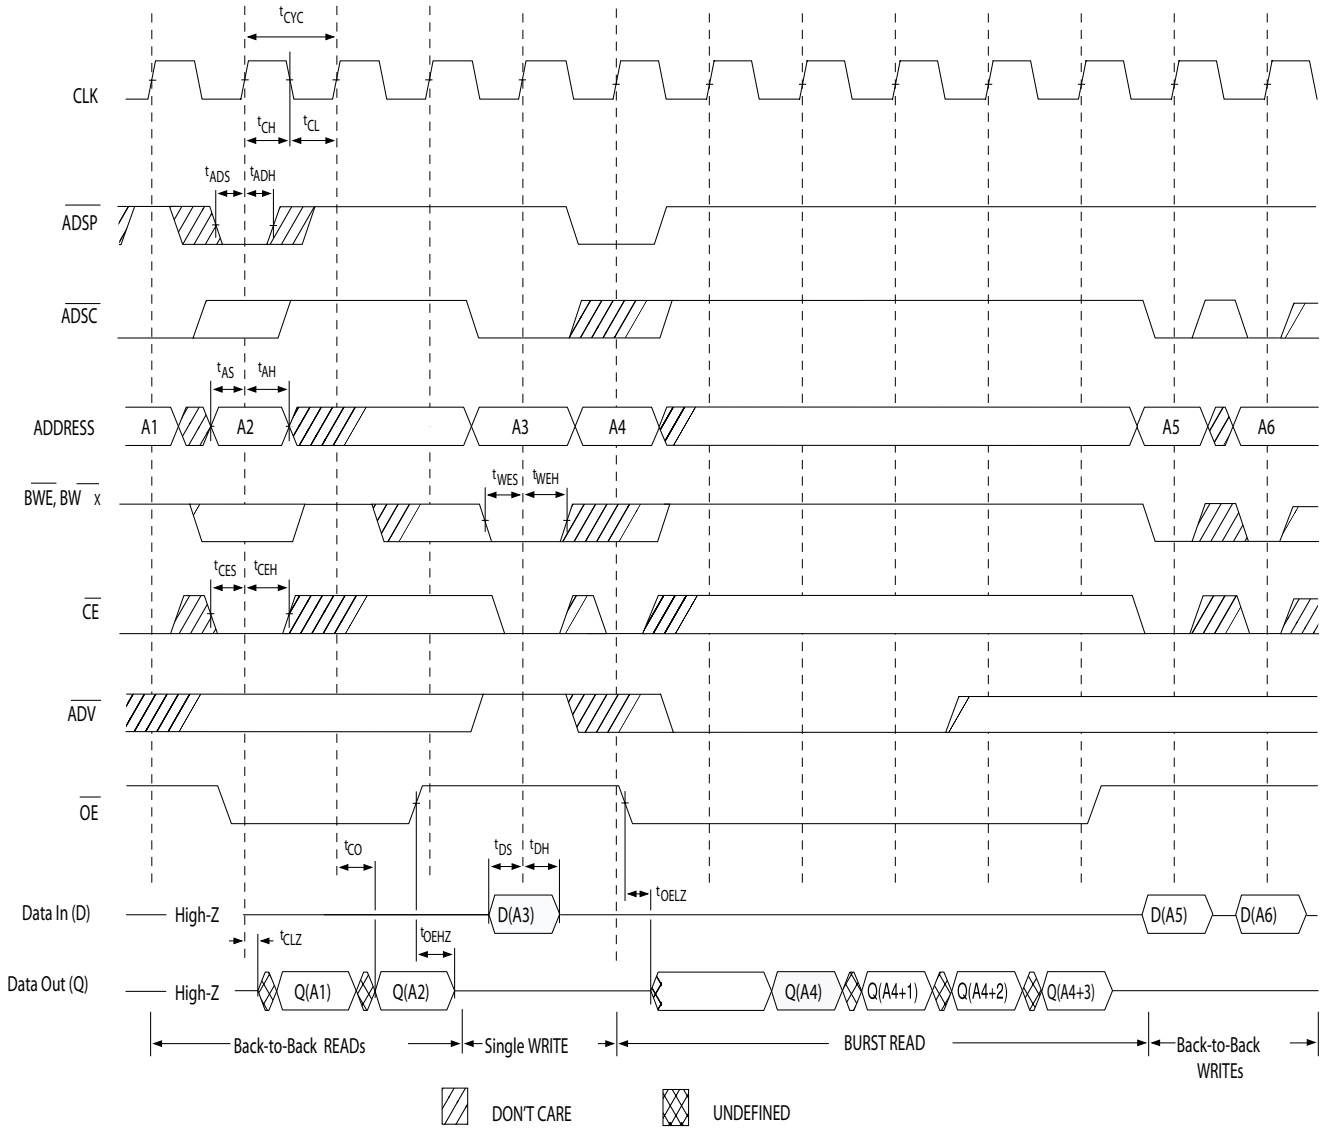 tCYC
CLK
tCH
tCL
tADS
tADH
ADSP
ADSC
tAS
tAH
ADDRESS
A1
A2
A3
A4
A5
A6
tWES
tWEH
BWE, BW x
tCES
tCEH
CE
ADV
OE
tCO
tDS
tDH
tOELZ
Data In (D)
High-Z
D(A3)
D(A5)
D(A6)
tCLZ
tOEHZ
Data Out (Q)
High-Z
Q(A1)
Q(A2)
Q(A4)
Q(A4+1)
Q(A4+2)
Q(A4+3)
Back-to-Back READs
Single WRITE
BURST READ
Back-to-Back
WRITEs
DON'T CARE
UNDEFINED